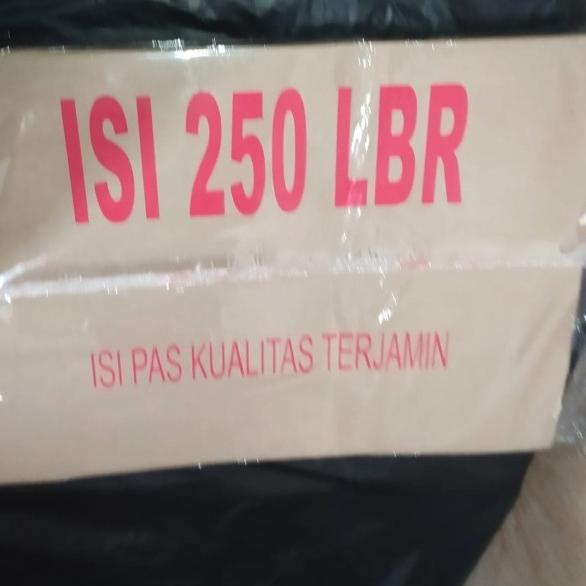 ISI 250 LBR
ISI PAS KUALITAS TERJAMIN